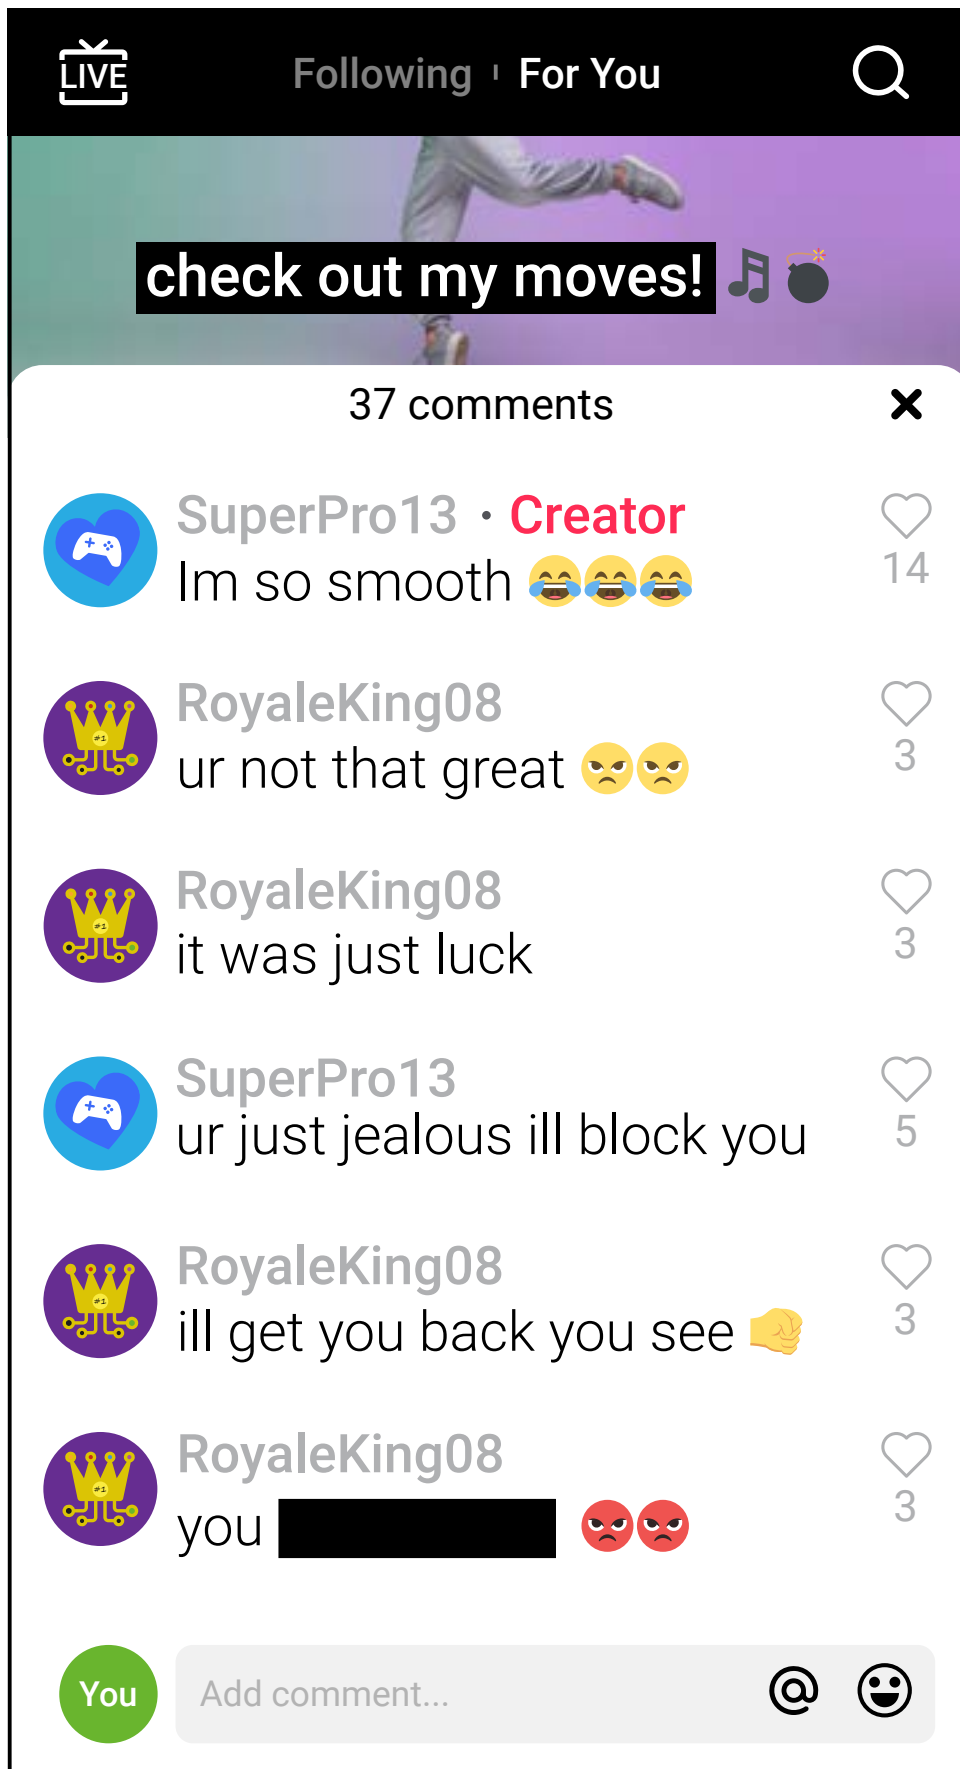 LIVE
Following For You
check out my moves! 🎵💣
37 comments
SuperPro13 · Creator
Im so smooth 😂😂😂
14
RoyaleKing08
ur not that great 😠😠
3
RoyaleKing08
it was just luck
3
SuperPro13
ur just jealous ill block you
5
RoyaleKing08
ill get you back you see 🤜
3
RoyaleKing08
you 😡😡
3
You
Add comment...
@